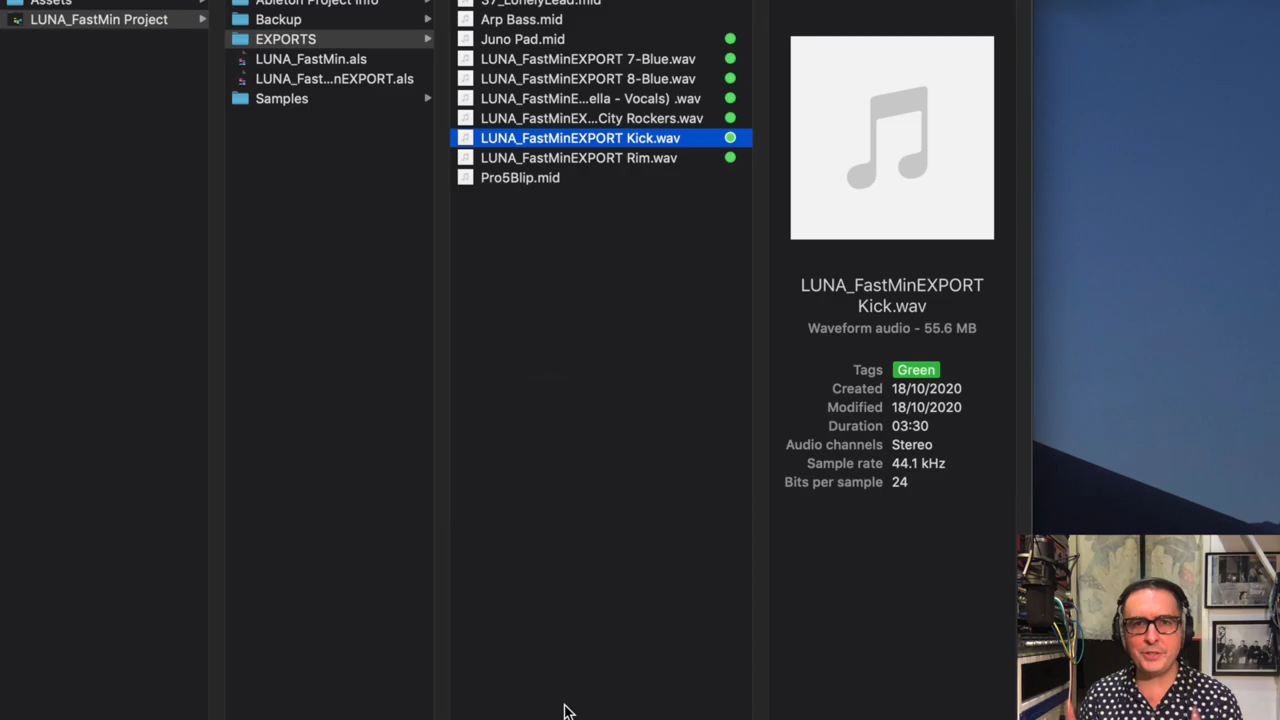 Assets
LUNA_FastMin Project
Ableton Project Info
Backup
EXPORTS
LUNA_FastMin.als
LUNA_Fast...nEXPORT.als
Samples
S7_LonelyLead.mid
Arp Bass.mid
Juno Pad.mid
LUNA_FastMinEXPORT 7-Blue.wav
LUNA_FastMinEXPORT 8-Blue.wav
LUNA_FastMinE...ella - Vocals) .wav
LUNA_FastMinEX...City Rockers.wav
LUNA_FastMinEXPORT Kick.wav
LUNA_FastMinEXPORT Rim.wav
Pro5Blip.mid
LUNA_FastMinEXPORT
Kick.wav
Waveform audio - 55.6 MB
Tags Green
Created 18/10/2020
Modified 18/10/2020
Duration 03:30
Audio channels Stereo
Sample rate 44.1 kHz
Bits per sample 24